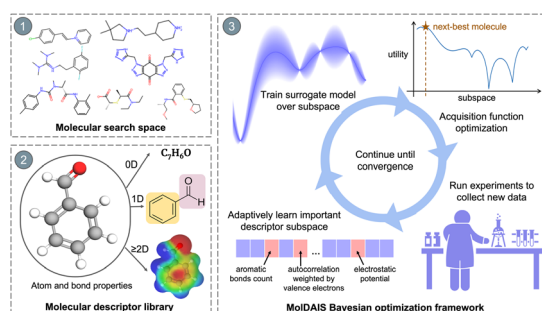 1
Molecular search space
2
C₇H₆O
0D
1D
≥2D
O
H
Atom and bond properties
Molecular descriptor library
3
next-best molecule
utility
subspace
Train surrogate model
over subspace
Acquisition function
optimization
Continue until
convergence
Run experiments to
collect new data
Adaptively learn important
descriptor subspace
...
aromatic
bonds count
autocorrelation
weighted by
valence electrons
electrostatic
potential
MolDAIS Bayesian optimization framework